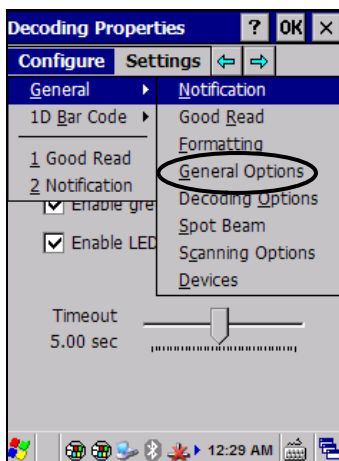 Decoding Properties ? OK ×
Configure Settings
General
1D Bar Code
1 Good Read
2 Notification
Notification
Good Read
Formatting
General Options
Decoding Options
Spot Beam
Scanning Options
Devices
Enable gre
Enable LED
Timeout
5.00 sec
12:29 AM